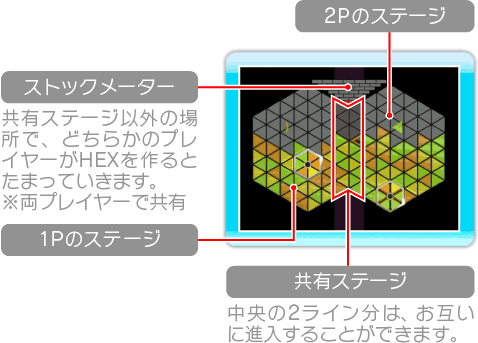 2Pのステージ
ストックメーター
共有ステージ以外の場
所で、どちらかのプレ
イヤーがHEXを作ると
たまっていきます。
※両プレイヤーで共有
1Pのステージ
共有ステージ
中央の2ライン分は、お互い
に進入することができます。